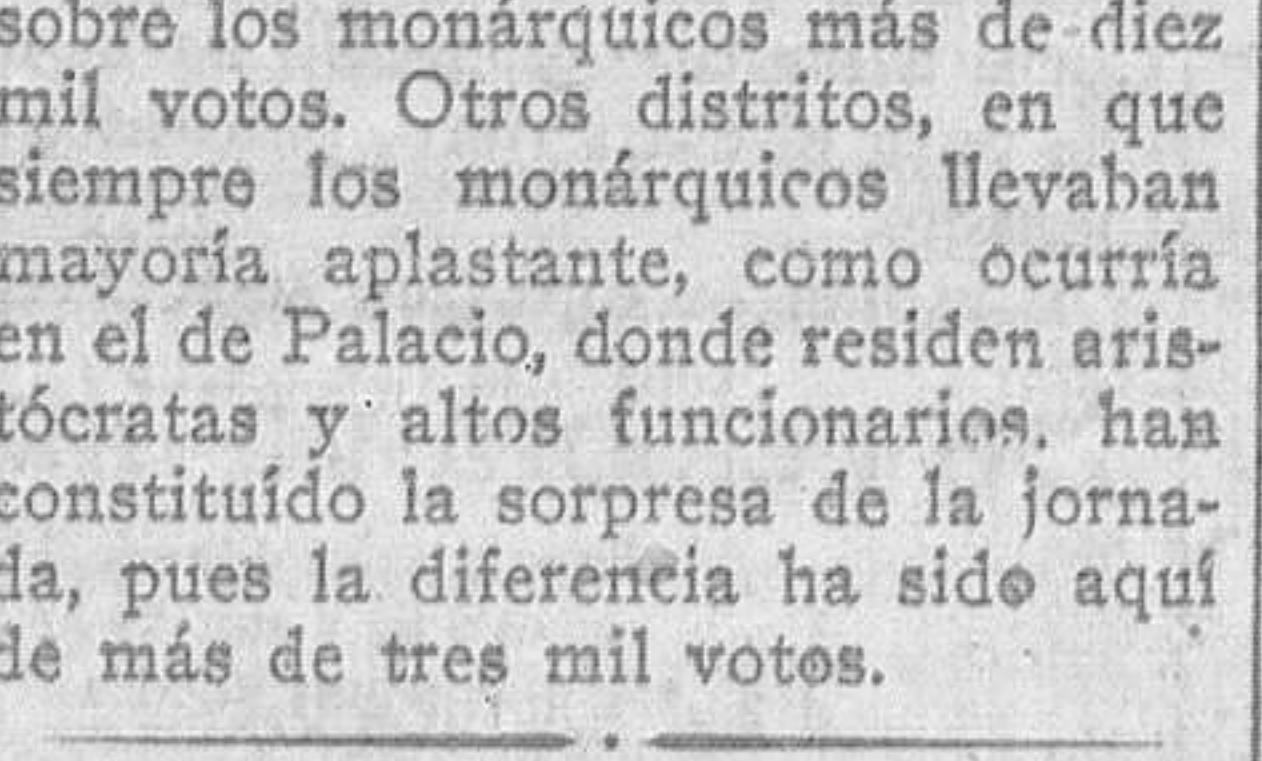 sobre los monárquicos más de diez
mil votos. Otros distritos, en que
siempre los monárquicos llevaban
mayoría aplastante, como ocurría
en el de Palacio, donde residen aris-
tócratas y altos funcionarios, han
constituído la sorpresa de la jorna-
da, pues la diferencia ha sido aquí
de más de tres mil votos.